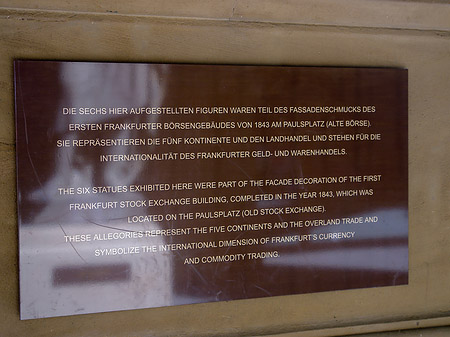 DIE SECHS HIER AUFGESTELLTEN FIGUREN WAREN TEIL DES FASSADENSCHMUCKS DES
ERSTEN FRANKFURTER BÖRSENGEBÄUDES VON 1843 AM PAULSPLATZ (ALTE BÖRSE).
SIE REPRÄSENTIEREN DIE FÜNF KONTINENTE UND DEN LANDHANDEL UND STEHEN FÜR DIE
INTERNATIONALITÄT DES FRANKFURTER GELD- UND WARENHANDELS.
THE SIX STATUES EXHIBITED HERE WERE PART OF THE FACADE DECORATION OF THE FIRST
FRANKFURT STOCK EXCHANGE BUILDING, COMPLETED IN THE YEAR 1843, WHICH WAS
LOCATED ON THE PAULSPLATZ (OLD STOCK EXCHANGE).
THESE ALLEGORIES REPRESENT THE FIVE CONTINENTS AND THE OVERLAND TRADE AND
SYMBOLIZE THE INTERNATIONAL DIMENSION OF FRANKFURT'S CURRENCY
AND COMMODITY TRADING.